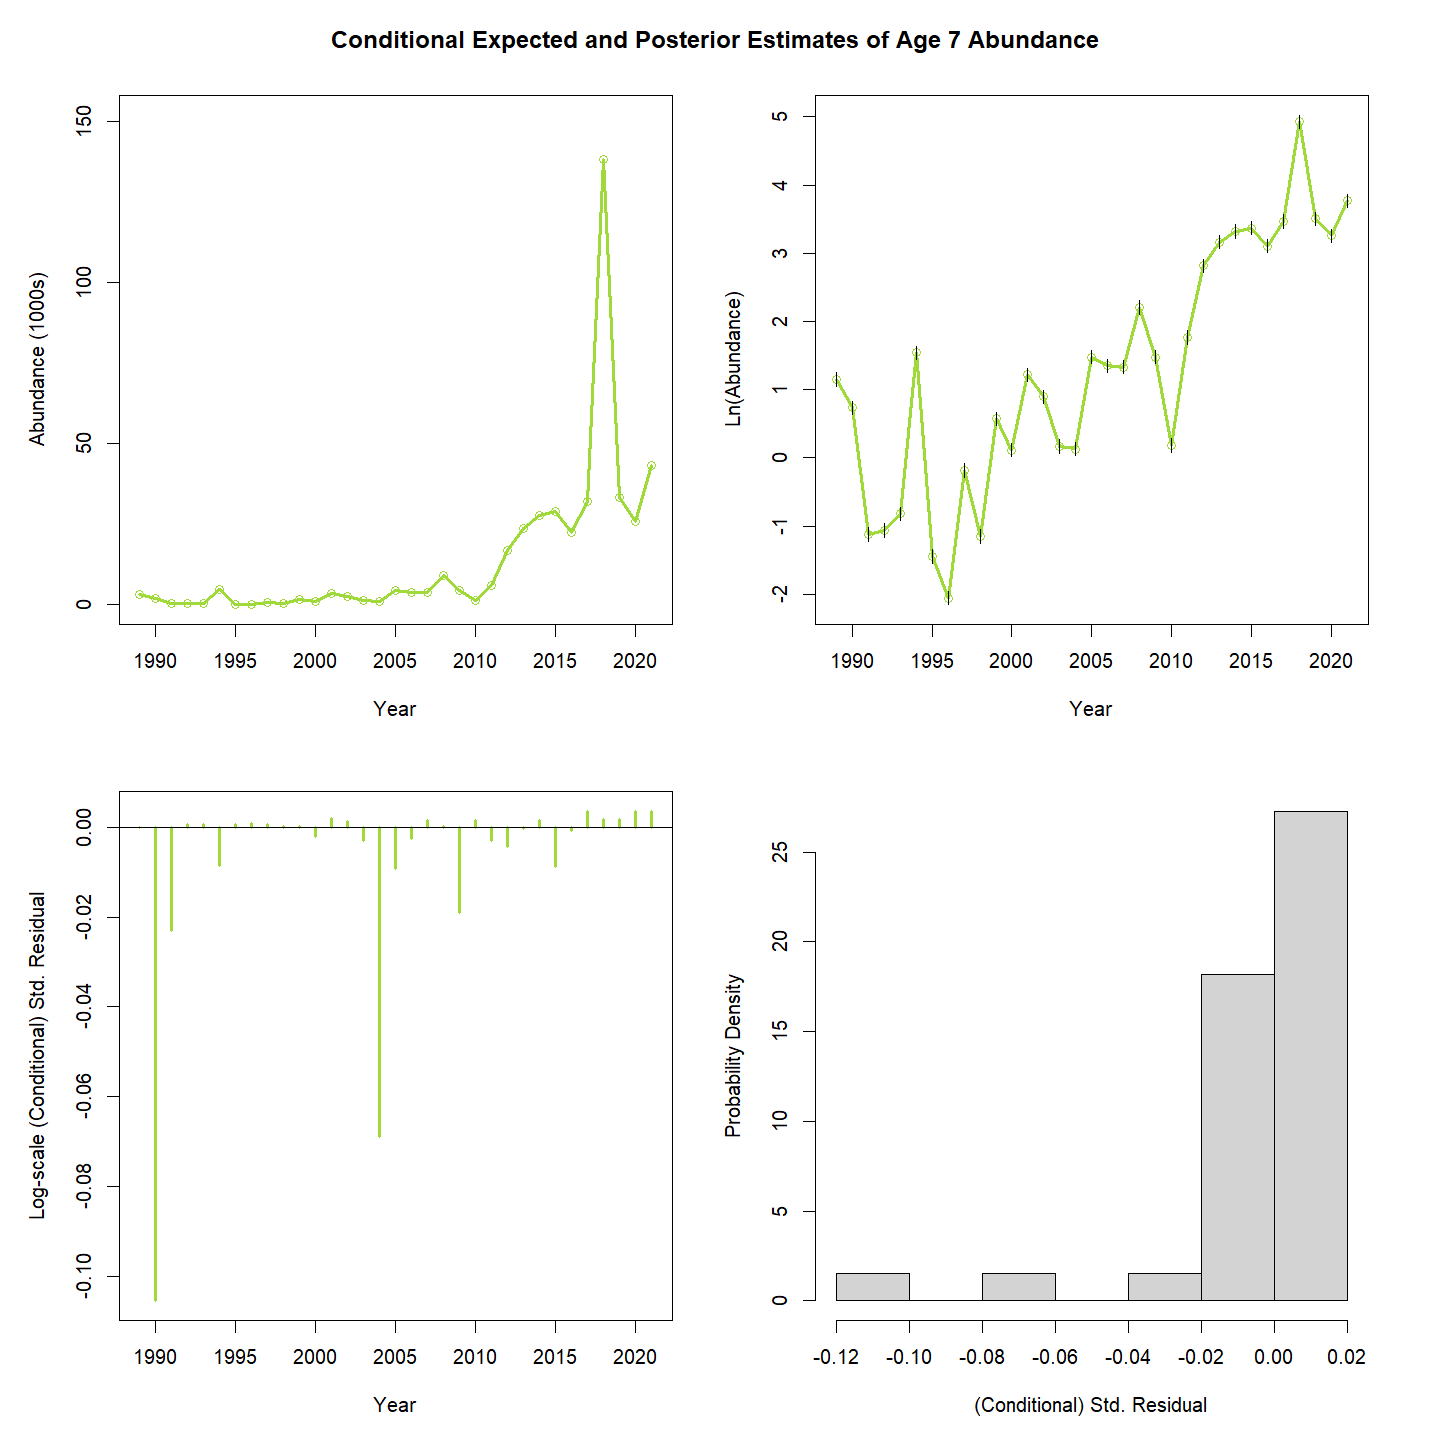 Conditional Expected and Posterior Estimates of Age 7 Abundance
Abundance (1000s)
150
100
50
0
1990 1995 2000 2005 2010 2015 2020
Year
Ln(Abundance)
5
4
3
2
1
0
-1
-2
1990 1995 2000 2005 2010 2015 2020
Year
Log-scale (Conditional) Std. Residual
0.00
-0.02
-0.04
-0.06
-0.08
-0.10
1990 1995 2000 2005 2010 2015 2020
Year
Probability Density
25
20
15
10
5
0
-0.12 -0.10 -0.08 -0.06 -0.04 -0.02 0.00 0.02
(Conditional) Std. Residual